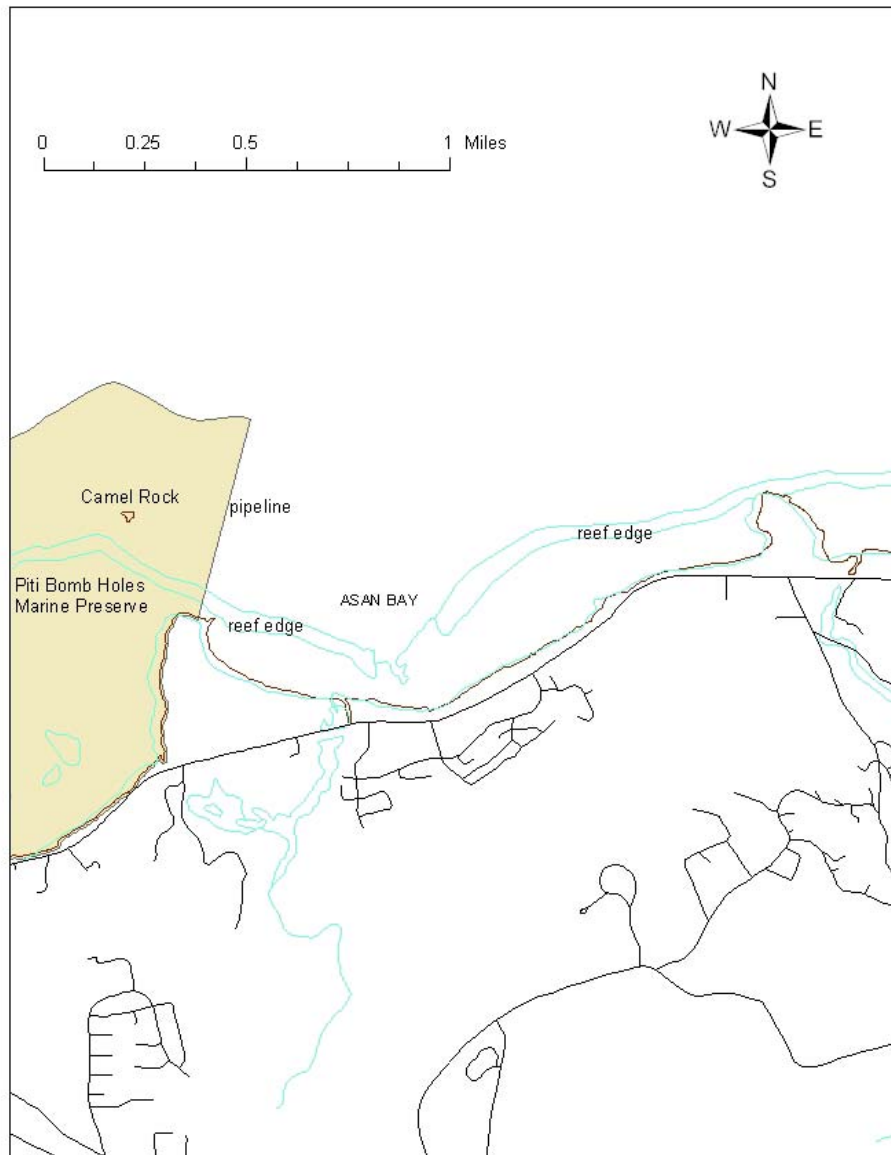 N
0 0.25 0.5 1 Miles
W E
S
Camel Rock
pipeline
reef edge
Piti Bomb Holes
Marine Preserve
ASAN BAY
reef edge